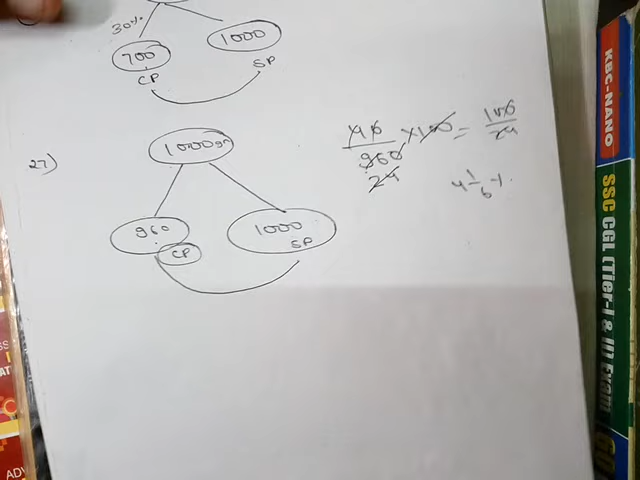 30%
700
1000
CP
SP
27)
1000gm
960
CP
1000
SP
40/960 × 100 = 100/24
24
4 1/6 %
KBC-NANO
SSC CGL (Tier-I & II) Exam